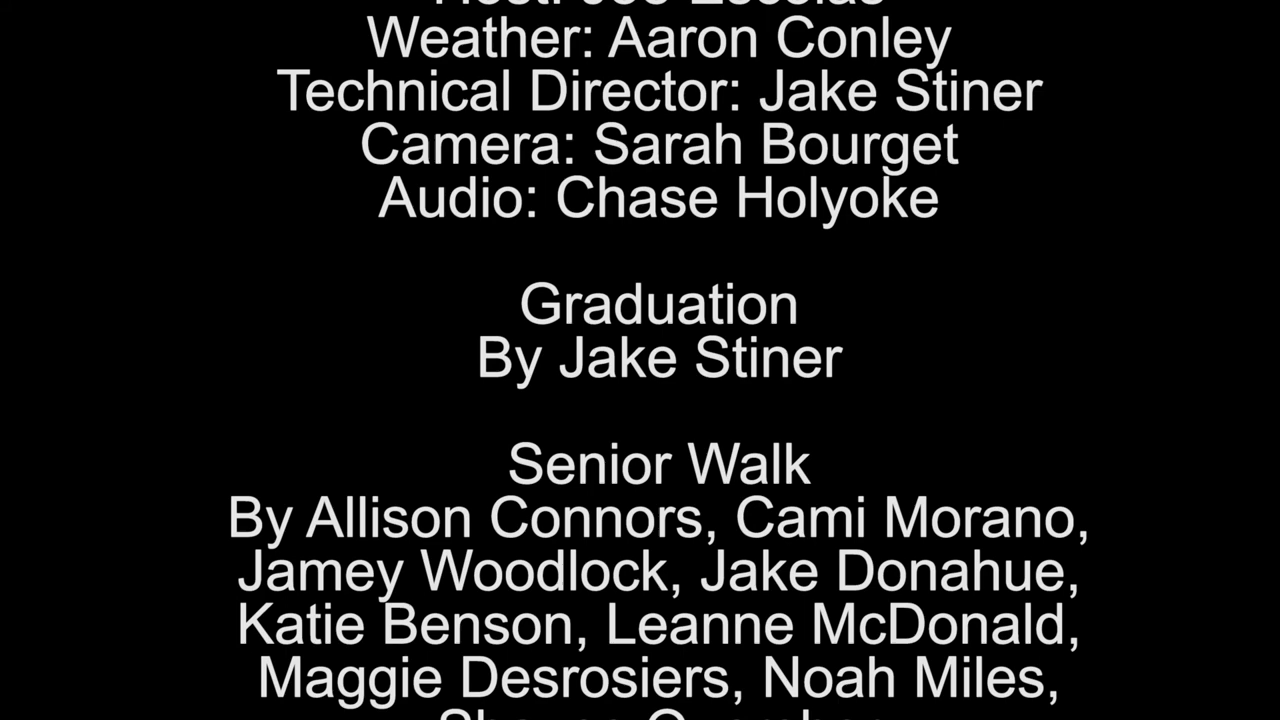 Weather: Aaron Conley
Technical Director: Jake Stiner
Camera: Sarah Bourget
Audio: Chase Holyoke
Graduation
By Jake Stiner
Senior Walk
By Allison Connors, Cami Morano,
Jamey Woodlock, Jake Donahue,
Katie Benson, Leanne McDonald,
Maggie Desrosiers, Noah Miles,